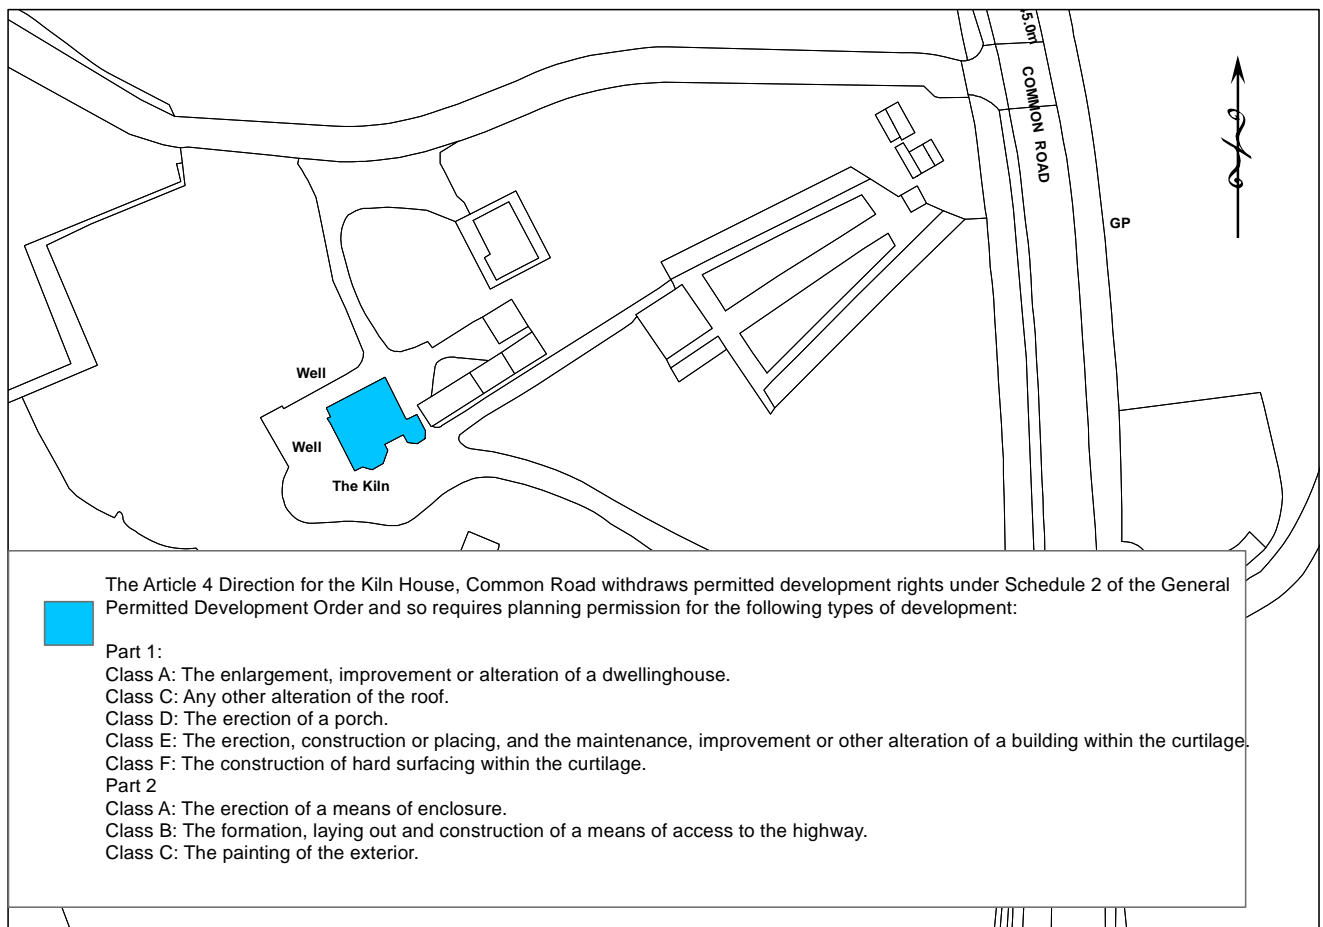 45.0m
COMMON ROAD
GP
Well
Well
The Kiln
The Article 4 Direction for the Kiln House, Common Road withdraws permitted development rights under Schedule 2 of the General
Permitted Development Order and so requires planning permission for the following types of development:
Part 1:
Class A: The enlargement, improvement or alteration of a dwellinghouse.
Class C: Any other alteration of the roof.
Class D: The erection of a porch.
Class E: The erection, construction or placing, and the maintenance, improvement or other alteration of a building within the curtilage.
Class F: The construction of hard surfacing within the curtilage.
Part 2
Class A: The erection of a means of enclosure.
Class B: The formation, laying out and construction of a means of access to the highway.
Class C: The painting of the exterior.